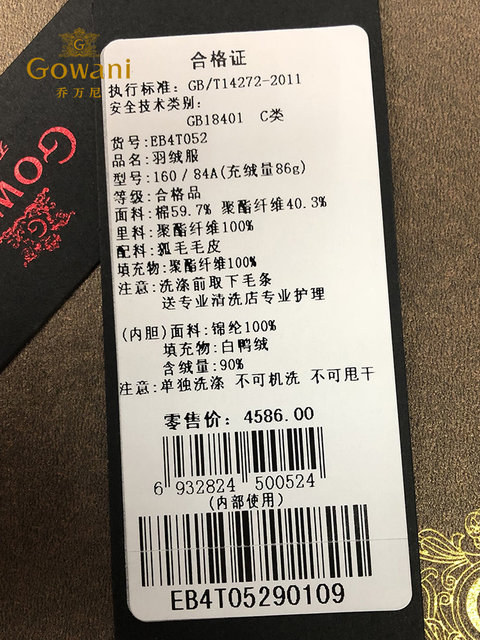 Gowani
乔万尼
GOW
合格证
执行标准: GB/T14272-2011
安全技术类别:
GB18401 C类
货号: EB4T052
品名: 羽绒服
型号: 160/84A(充绒量86g)
等级: 合格品
面料: 棉59.7% 聚酯纤维40.3%
里料: 聚酯纤维100%
配料: 狐毛毛皮
填充物: 聚酯纤维100%
注意: 洗涤前取下毛条
送专业清洗店专业护理
(内胆)面料: 锦纶100%
填充物: 白鸭绒
含绒量: 90%
注意: 单独洗涤 不可机洗 不可甩干
零售价: 4586.00
6 932824 500524
(内部使用)
EB4T05290109